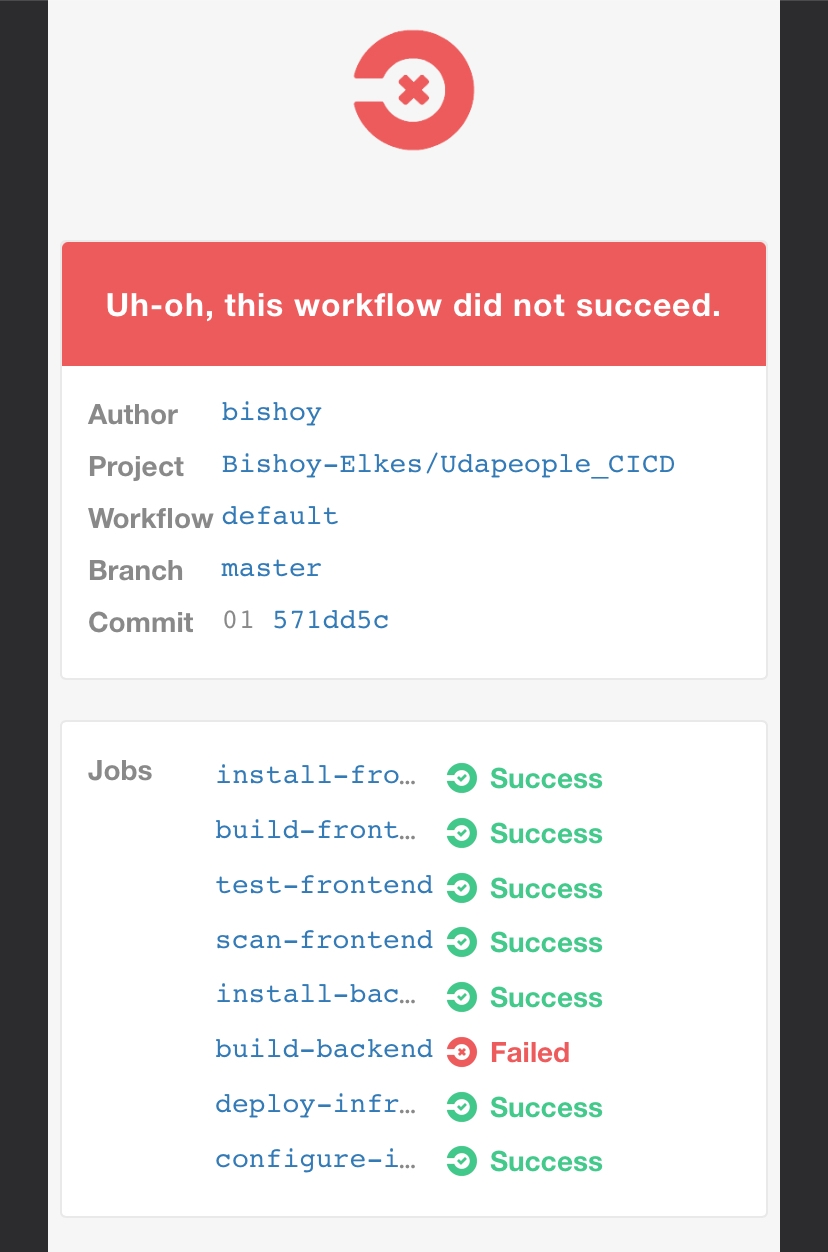 Uh-oh, this workflow did not succeed.
Author bishoy
Project Bishoy-Elkes/Udapeople_CICD
Workflow default
Branch master
Commit 01 571dd5c
Jobs install-fro… Success
build-front… Success
test-frontend Success
scan-frontend Success
install-bac… Success
build-backend Failed
deploy-infr… Success
configure-i… Success